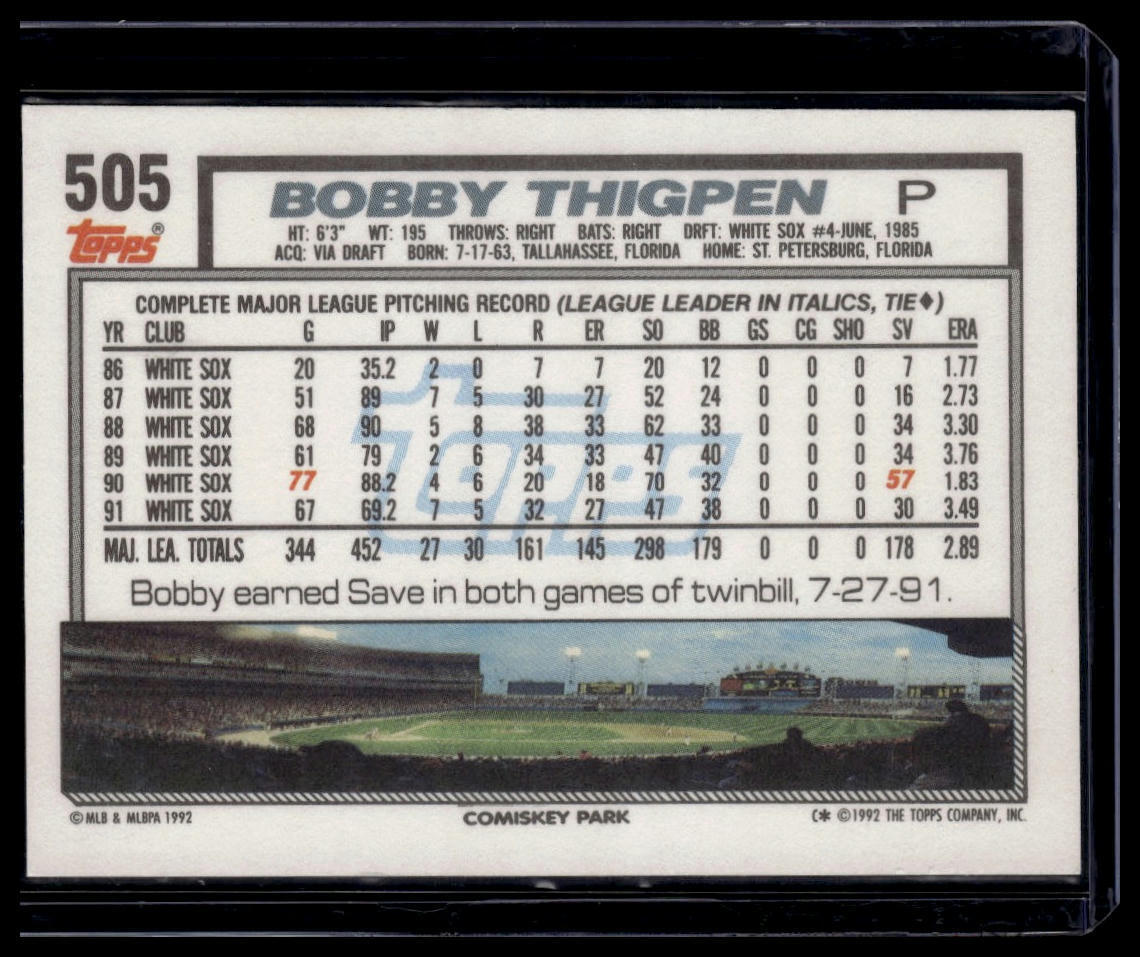 505
BOBBY THIGPEN P
Topps®
HT: 6'3" WT: 195 THROWS: RIGHT BATS: RIGHT DRFT: WHITE SOX #4-JUNE, 1985
ACQ: VIA DRAFT BORN: 7-17-63, TALLAHASSEE, FLORIDA HOME: ST. PETERSBURG, FLORIDA
COMPLETE MAJOR LEAGUE PITCHING RECORD (LEAGUE LEADER IN ITALICS, TIE♦)
YR CLUB G IP W L R ER SO BB GS CG SHO SV ERA
86 WHITE SOX 20 35.2 2 0 7 7 20 12 0 0 0 7 1.77
87 WHITE SOX 51 89 7 5 30 27 52 24 0 0 0 16 2.73
88 WHITE SOX 68 90 5 8 38 33 62 33 0 0 0 34 3.30
89 WHITE SOX 61 79 2 6 34 33 47 40 0 0 0 34 3.76
90 WHITE SOX 77 88.2 4 6 20 18 70 32 0 0 0 57 1.83
91 WHITE SOX 67 69.2 7 5 32 27 47 38 0 0 0 30 3.49
MAJ. LEA. TOTALS 344 452 27 30 161 145 298 179 0 0 0 178 2.89
Topps
Bobby earned Save in both games of twinbill, 7-27-91.
© MLB & MLBPA 1992 COMISKEY PARK C* © 1992 THE TOPPS COMPANY, INC.